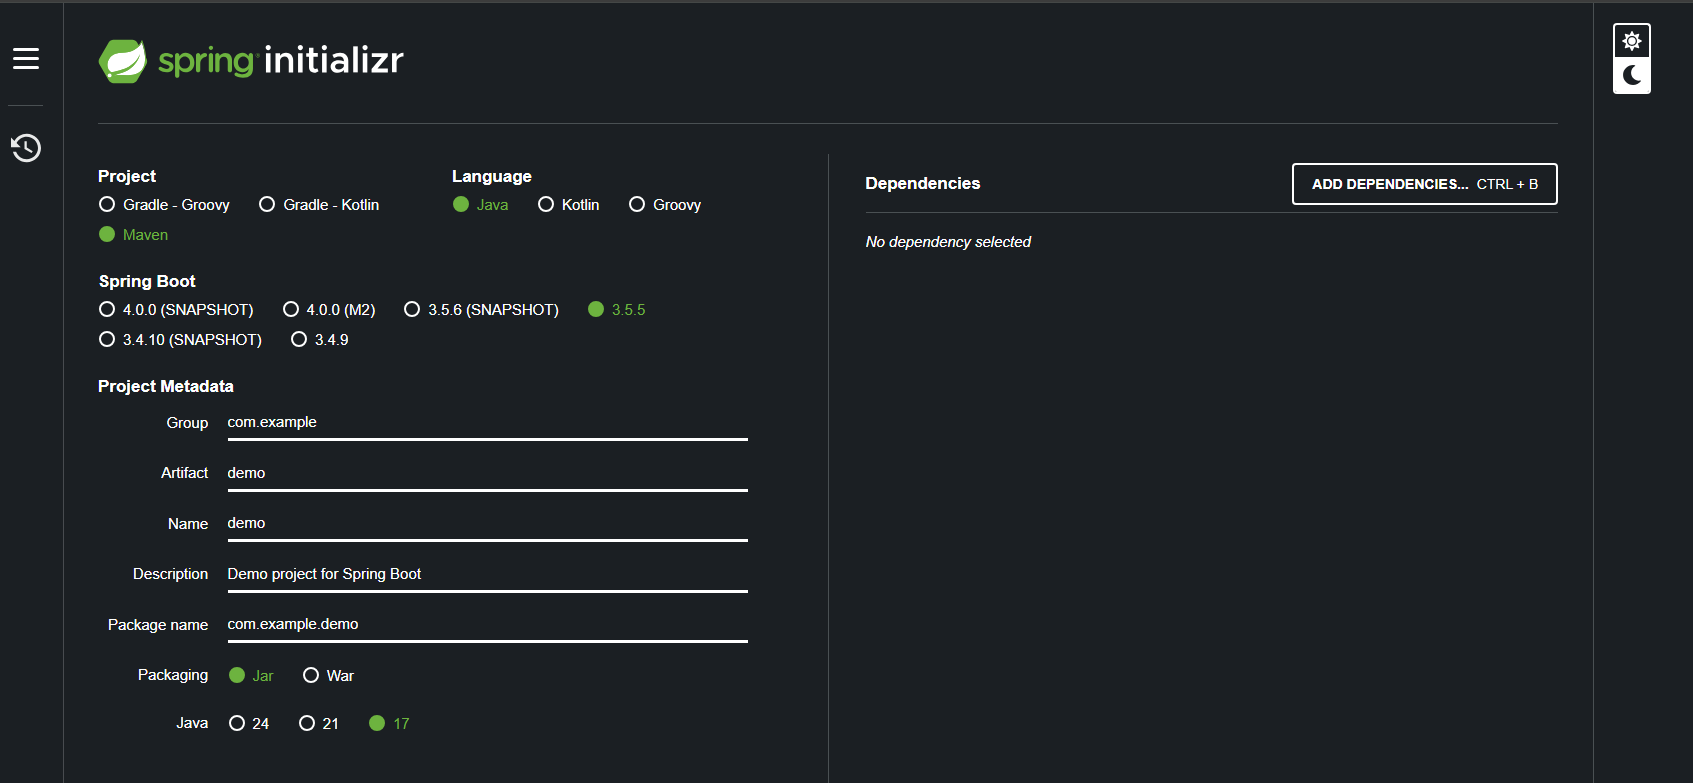 spring initializr
Project
Gradle - Groovy Gradle - Kotlin
Maven
Language
Java Kotlin Groovy
Spring Boot
4.0.0 (SNAPSHOT) 4.0.0 (M2) 3.5.6 (SNAPSHOT) 3.5.5
3.4.10 (SNAPSHOT) 3.4.9
Project Metadata
Group com.example
Artifact demo
Name demo
Description Demo project for Spring Boot
Package name com.example.demo
Packaging Jar War
Java 24 21 17
Dependencies
ADD DEPENDENCIES... CTRL + B
No dependency selected